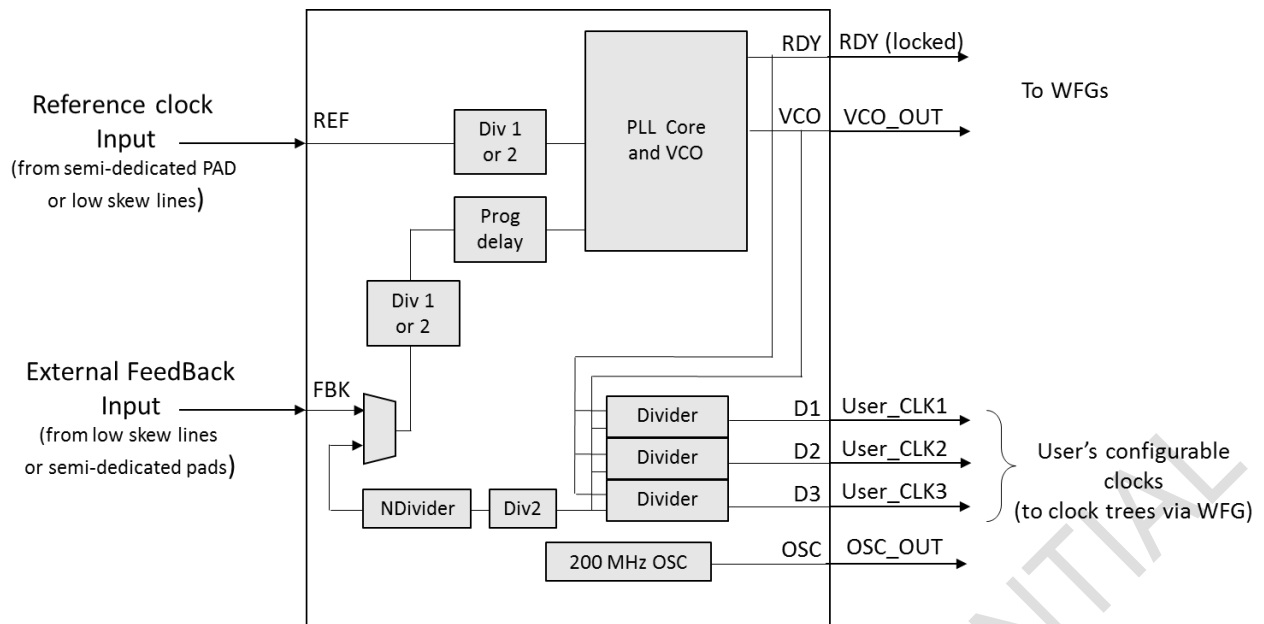 Reference clock
Input
(from semi-dedicated PAD
or low skew lines)
REF
Div 1
or 2
PLL Core
and VCO
RDY
RDY (locked)
VCO
VCO_OUT
To WFGs
Prog
delay
Div 1
or 2
External FeedBack
Input
(from low skew lines
or semi-dedicated pads)
FBK
NDivider
Div2
Divider
D1
User_CLK1
Divider
D2
User_CLK2
Divider
D3
User_CLK3
User's configurable
clocks
(to clock trees via WFG)
200 MHz OSC
OSC
OSC_OUT
NTIAL